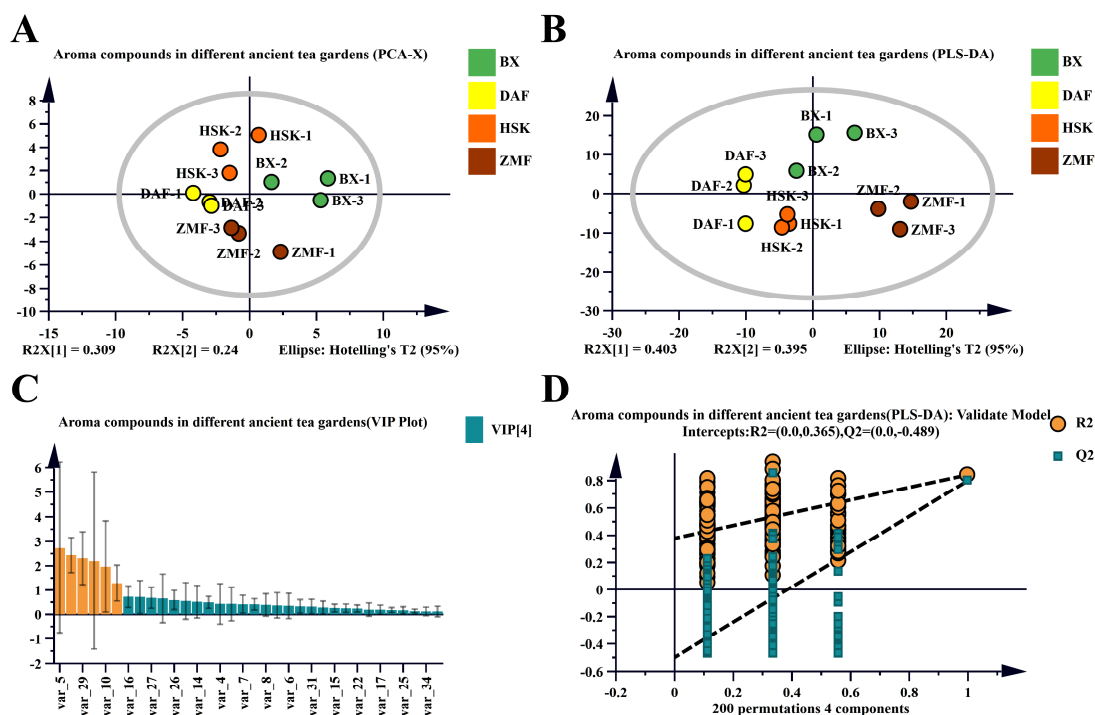 A
Aroma compounds in different ancient tea gardens (PCA-X)
BX
DAF
HSK
ZMF
8
6
4
2
0
-2
-4
-6
-8
-10
-15
-10
-5
0
5
10
HSK-2
HSK-1
HSK-3
BX-2
BX-1
BX-3
DAF-1
DAF-2
DAF-3
ZMF-3
ZMF-2
ZMF-1
R2X[1] = 0.309
R2X[2] = 0.24
Ellipse: Hotelling's T2 (95%)
B
Aroma compounds in different ancient tea gardens (PLS-DA)
BX
DAF
HSK
ZMF
20
10
0
-10
-20
-30
-30
-20
-10
0
10
20
BX-1
BX-3
BX-2
DAF-3
DAF-2
DAF-1
HSK-3
HSK-1
HSK-2
ZMF-2
ZMF-1
ZMF-3
R2X[1] = 0.403
R2X[2] = 0.395
Ellipse: Hotelling's T2 (95%)
C
Aroma compounds in different ancient tea gardens(VIP Plot)
VIP[4]
6
5
4
3
2
1
0
-1
-2
var_5
var_29
var_10
var_16
var_27
var_26
var_14
var_4
var_7
var_8
var_6
var_31
var_15
var_22
var_17
var_25
var_34
D
Aroma compounds in different ancient tea gardens(PLS-DA): Validate Model
Intercepts:R2=(0.0,0.365),Q2=(0.0,-0.489)
R2
Q2
0.8
0.6
0.4
0.2
0
-0.2
-0.4
-0.6
-0.2
0
0.2
0.4
0.6
0.8
1
200 permutations 4 components